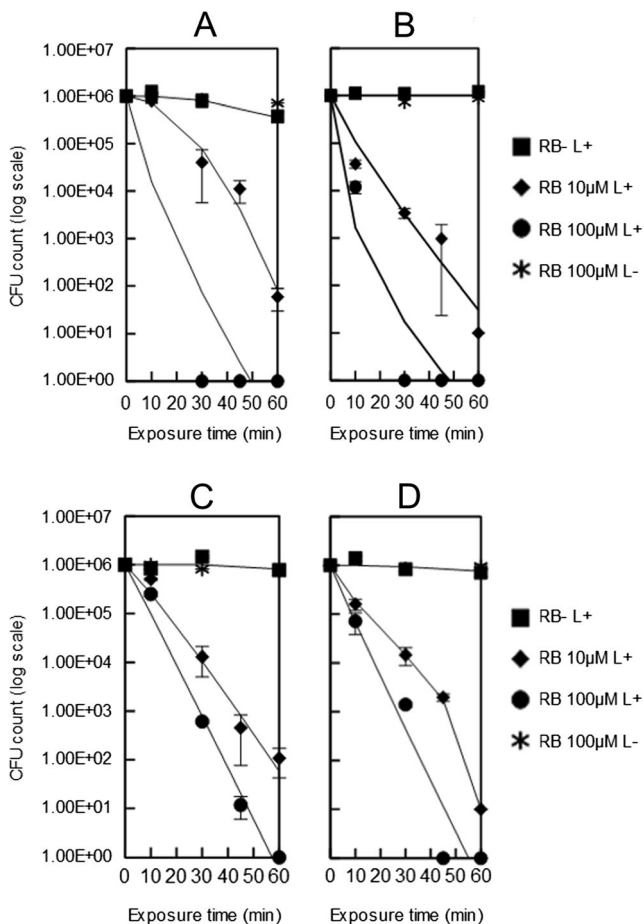 A B
1.00E+07
1.00E+06
1.00E+05
1.00E+04
1.00E+03
1.00E+02
1.00E+01
1.00E+00
CFU count (log scale)
0 10 20 30 40 50 60
Exposure time (min)
0 10 20 30 40 50 60
Exposure time (min)
RB- L+
RB 10µM L+
RB 100µM L+
RB 100µM L-
C D
1.00E+07
1.00E+06
1.00E+05
1.00E+04
1.00E+03
1.00E+02
1.00E+01
1.00E+00
CFU count (log scale)
0 10 20 30 40 50 60
Exposure time (min)
0 10 20 30 40 50 60
Exposure time (min)
RB- L+
RB 10µM L+
RB 100µM L+
RB 100µM L-